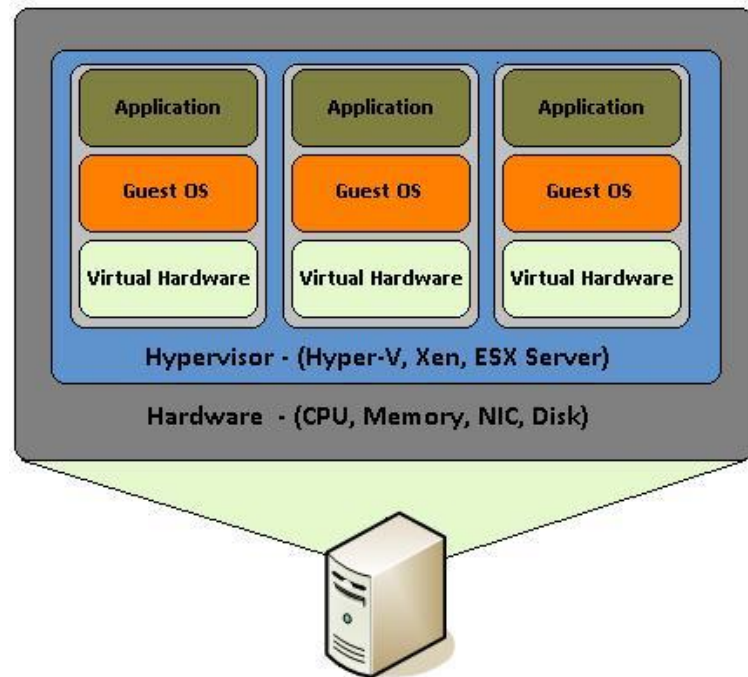 Application
Application
Application
Guest OS
Guest OS
Guest OS
Virtual Hardware
Virtual Hardware
Virtual Hardware
Hypervisor - (Hyper-V, Xen, ESX Server)
Hardware - (CPU, Memory, NIC, Disk)